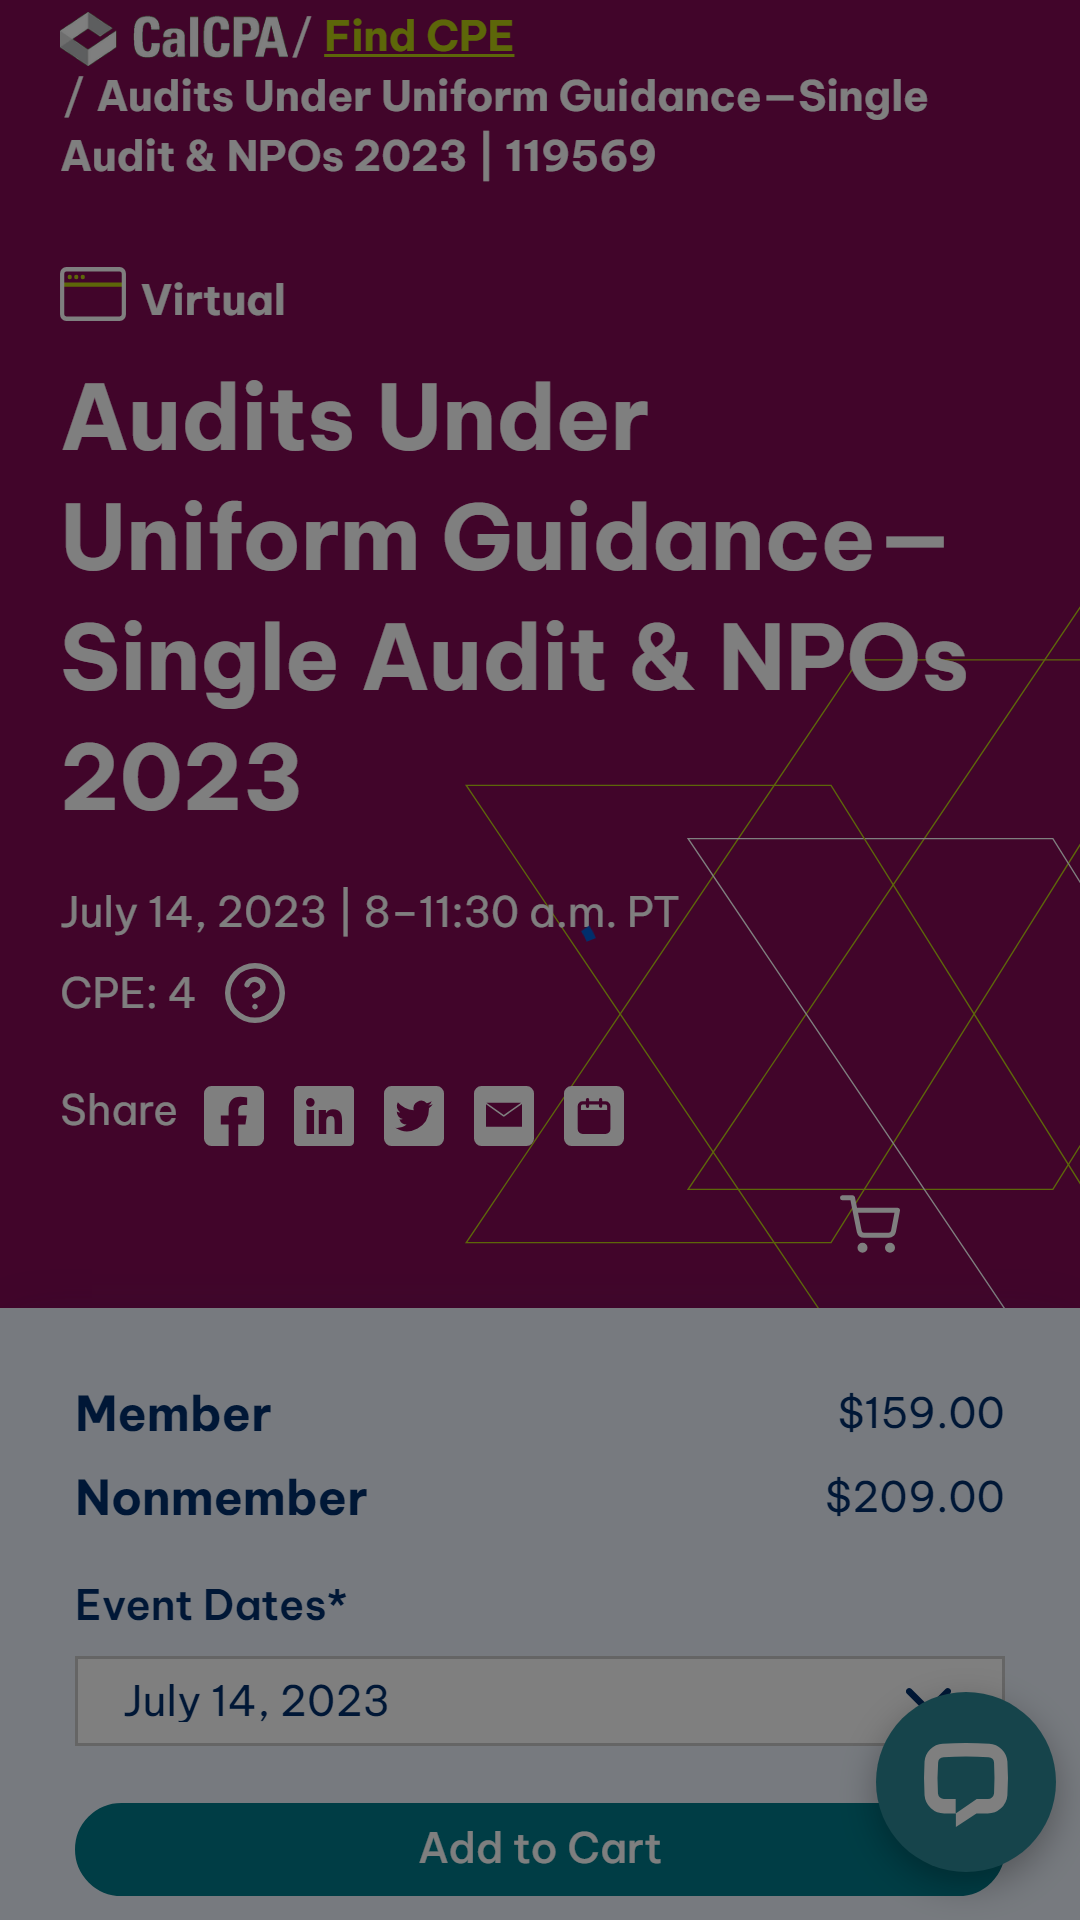 CalCPA/ Find CPE
/ Audits Under Uniform Guidance—Single
Audit & NPOs 2023 | 119569
Virtual
Audits Under
Uniform Guidance—
Single Audit & NPOs
2023
July 14, 2023 | 8–11:30 a.m. PT
CPE: 4 ?
Share
Member $159.00
Nonmember $209.00
Event Dates*
July 14, 2023
Add to Cart